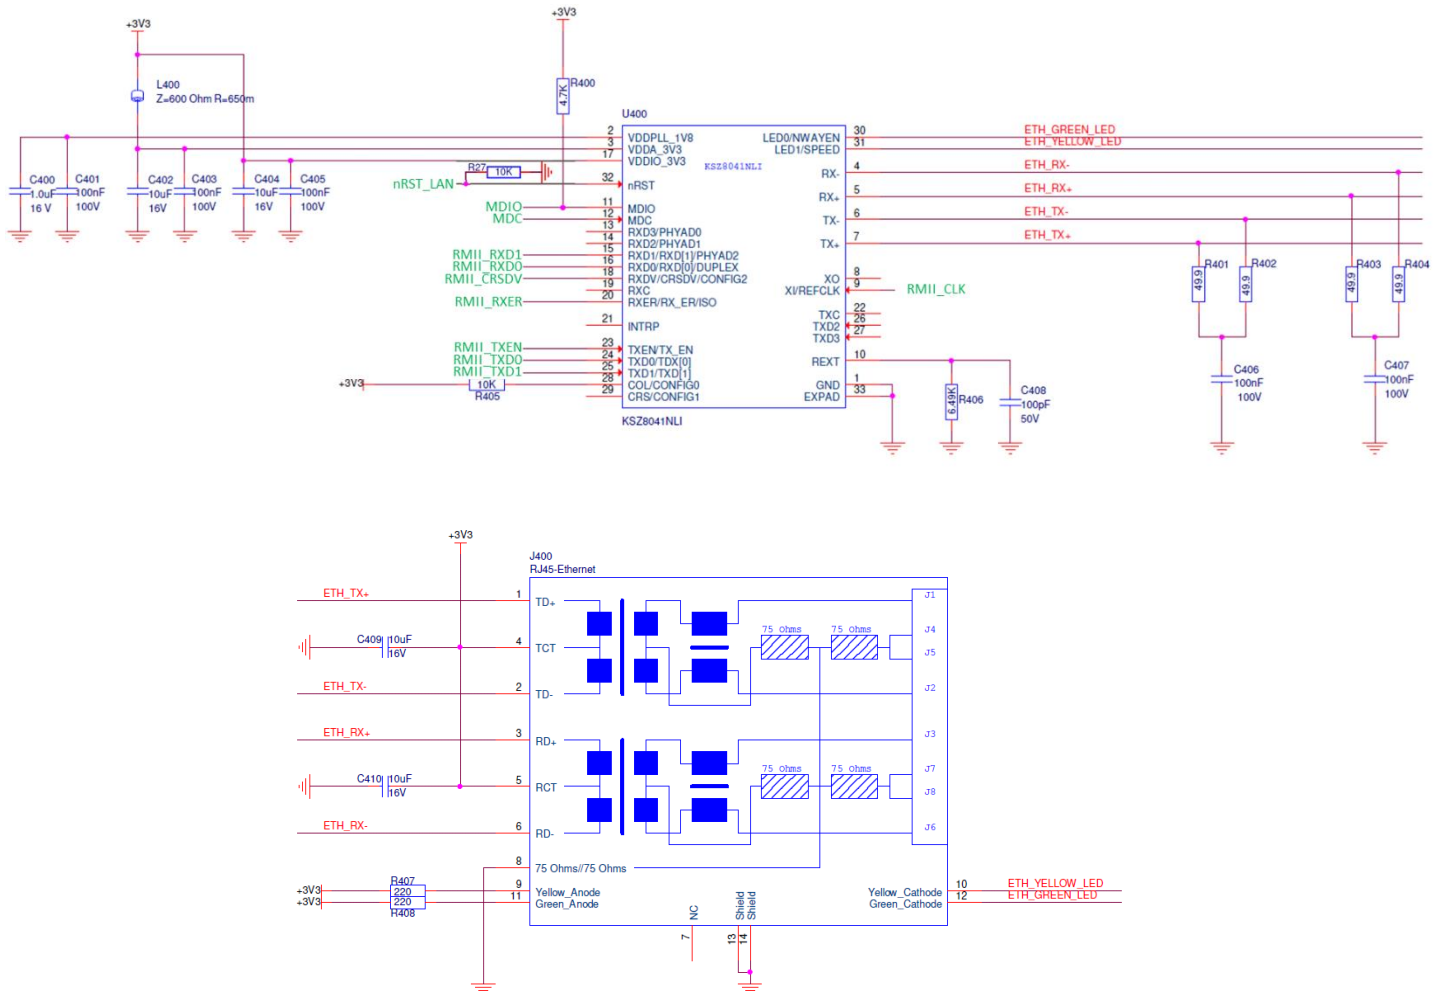 +3V3
+3V3
L400
Z=600 Ohm R=650m
R400
4.7K
U400
2 VDDPLL_1V8
3 VDDA_3V3
17 VDDIO_3V3
32 nRST
11 MDIO
12 MDC
13 RXD3/PHYAD0
14 RXD2/PHYAD1
15 RXD1/RXD[1]/PHYAD2
16 RXD0/RXD[0]/DUPLEX
18 RXDV/CRSDV/CONFIG2
19 RXC
20 RXER/RX_ER/ISO
21 INTRP
23 TXEN/TX_EN
24 TXD0/TDX[0]
25 TXD1/TXD[1]
28 COL/CONFIG0
29 CRS/CONFIG1
KSZ8041NLI
LED0/NWAYEN 30
LED1/SPEED 31
RX- 4
RX+ 5
TX- 6
TX+ 7
XO 8
XI/REFCLK 9
TXC 22
TXD2 26
TXD3 27
REXT 10
GND 1
EXPAD 33
KSZ8041NLI
C400
1.0uF
16 V
C401
100nF
100V
C402
10uF
16V
C403
100nF
100V
C404
10uF
16V
C405
100nF
100V
R27
10K
nRST_LAN
MDIO
MDC
RMII_RXD1
RMII_RXD0
RMII_CRSDV
RMII_RXER
RMII_TXEN
RMII_TXD0
RMII_TXD1
+3V3
10K
R405
ETH_GREEN_LED
ETH_YELLOW_LED
ETH_RX-
ETH_RX+
ETH_TX-
ETH_TX+
RMII_CLK
R401
49.9
R402
49.9
R403
49.9
R404
49.9
C406
100nF
100V
C407
100nF
100V
6.49K
R406
C408
100pF
50V
+3V3
J400
RJ45-Ethernet
ETH_TX+
1 TD+
C409 10uF
16V
4 TCT
ETH_TX-
2 TD-
ETH_RX+
3 RD+
C410 10uF
16V
5 RCT
ETH_RX-
6 RD-
8 75 Ohms//75 Ohms
+3V3
R407
220
9 Yellow_Anode
+3V3
220
R408
11 Green_Anode
75 Ohms
75 Ohms
75 Ohms
75 Ohms
J1
J4
J5
J2
J3
J7
J8
J6
Yellow_Cathode 10
ETH_YELLOW_LED
Green_Cathode 12
ETH_GREEN_LED
NC
7
Shield
13
Shield
14